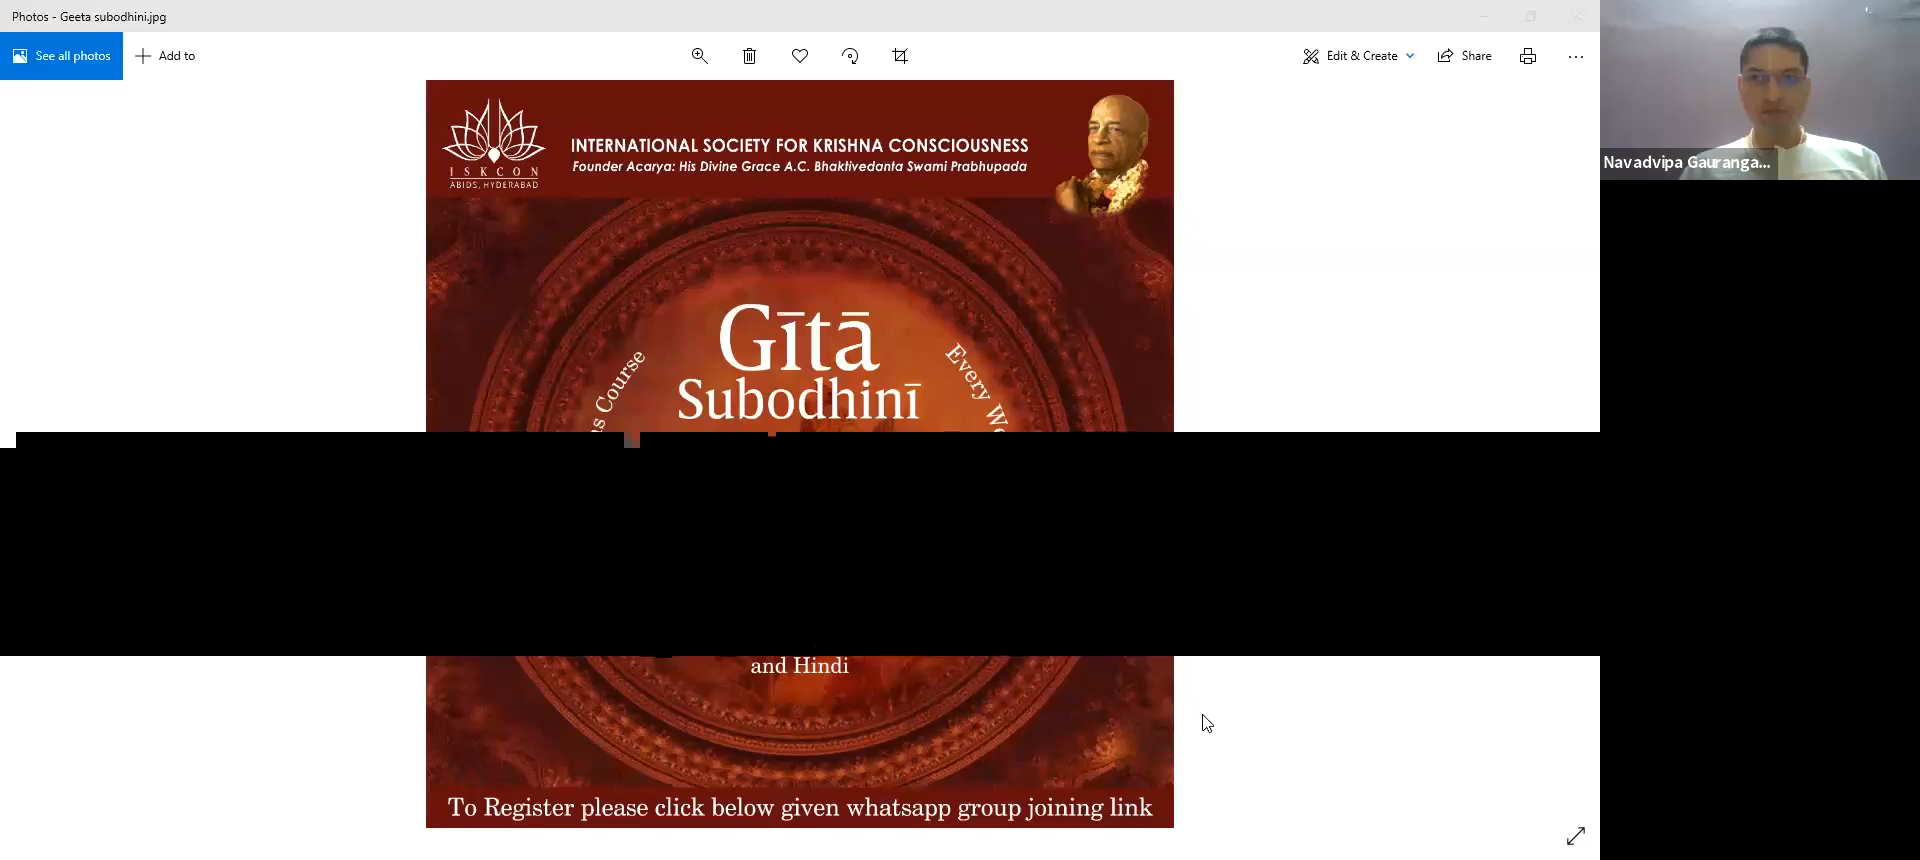 Photos - Geeta subodhini.jpg
See all photos
Add to
Edit & Create
Share
Navadvipa Gauranga...
ISKCON
ABIDS, HYDERABAD
INTERNATIONAL SOCIETY FOR KRISHNA CONSCIOUSNESS
Founder Acarya: His Divine Grace A.C. Bhaktivedanta Swami Prabhupada
Gītā
Subodhinī
Course
Every
and Hindi
To Register please click below given whatsapp group joining link